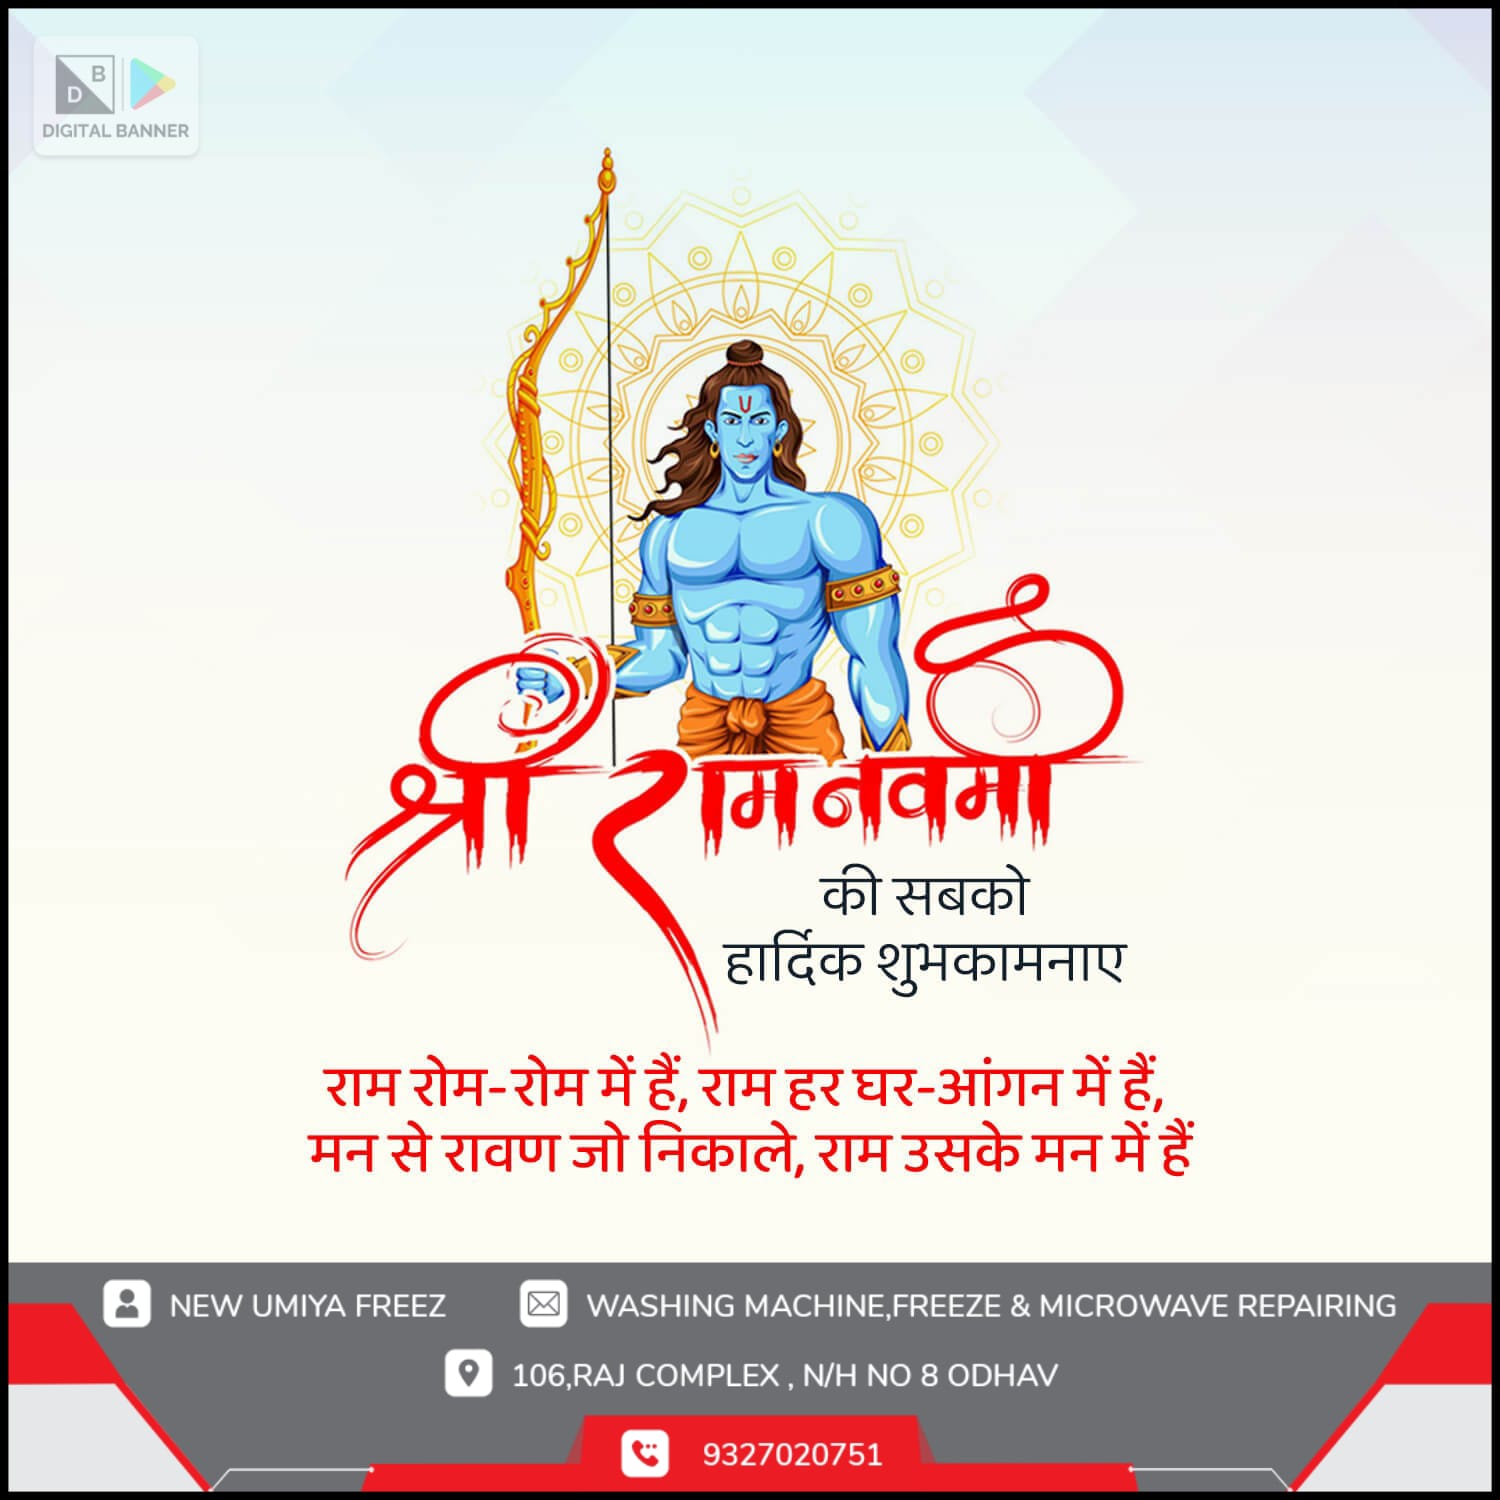 B
D
DIGITAL BANNER
श्री राम नवमी
की सबको
हार्दिक शुभकामनाए
राम रोम-रोम में हैं, राम हर घर-आंगन में हैं,
मन से रावण जो निकाले, राम उसके मन में हैं
NEW UMIYA FREEZ
WASHING MACHINE,FREEZE & MICROWAVE REPAIRING
106,RAJ COMPLEX , N/H NO 8 ODHAV
9327020751